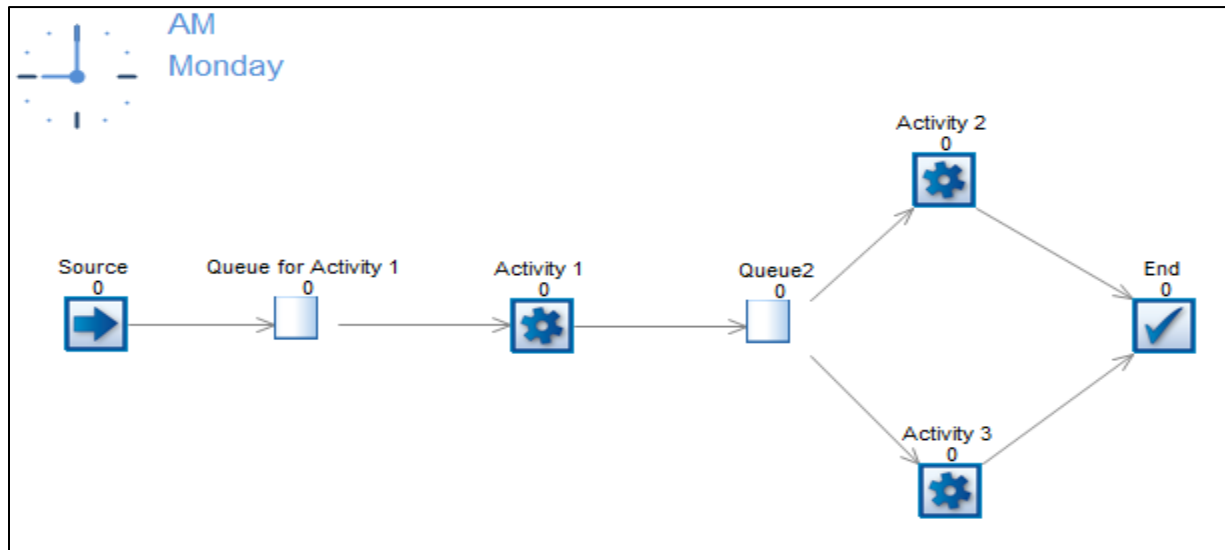 AM
Monday
Activity 2
0
Source
0
Queue for Activity 1
0
Activity 1
0
Queue2
0
End
0
Activity 3
0